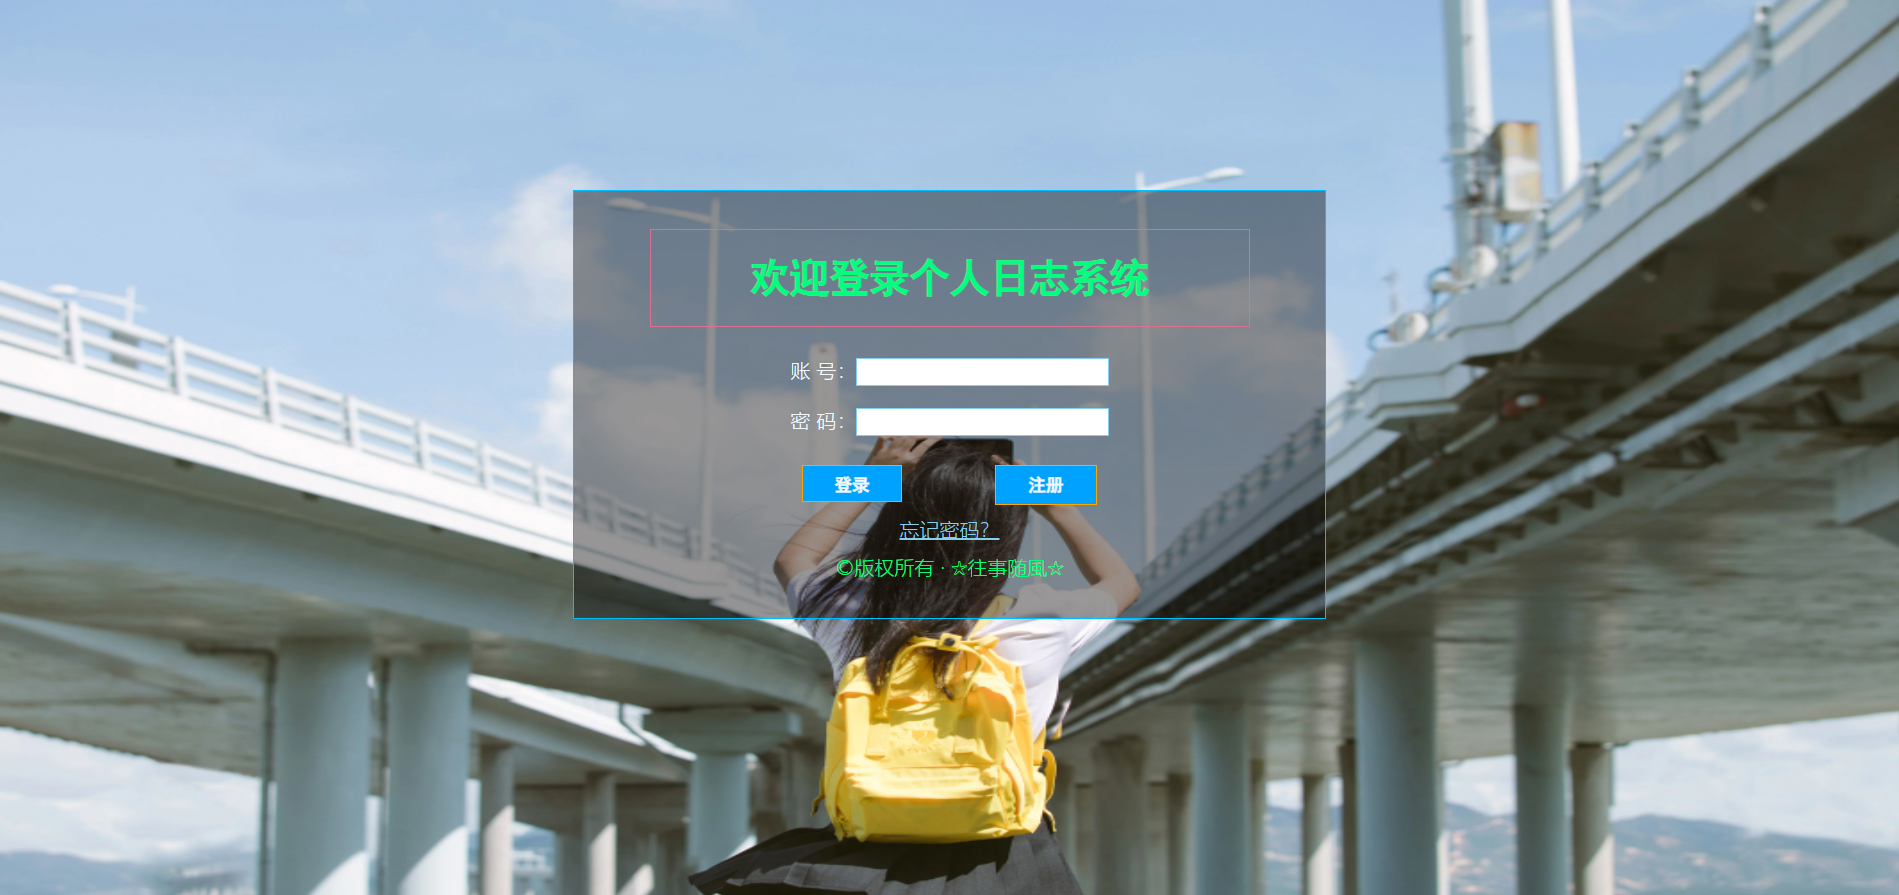 欢迎登录个人日志系统
账 号：
密 码：
登录 注册
忘记密码？
©版权所有 · ☆往事随風☆